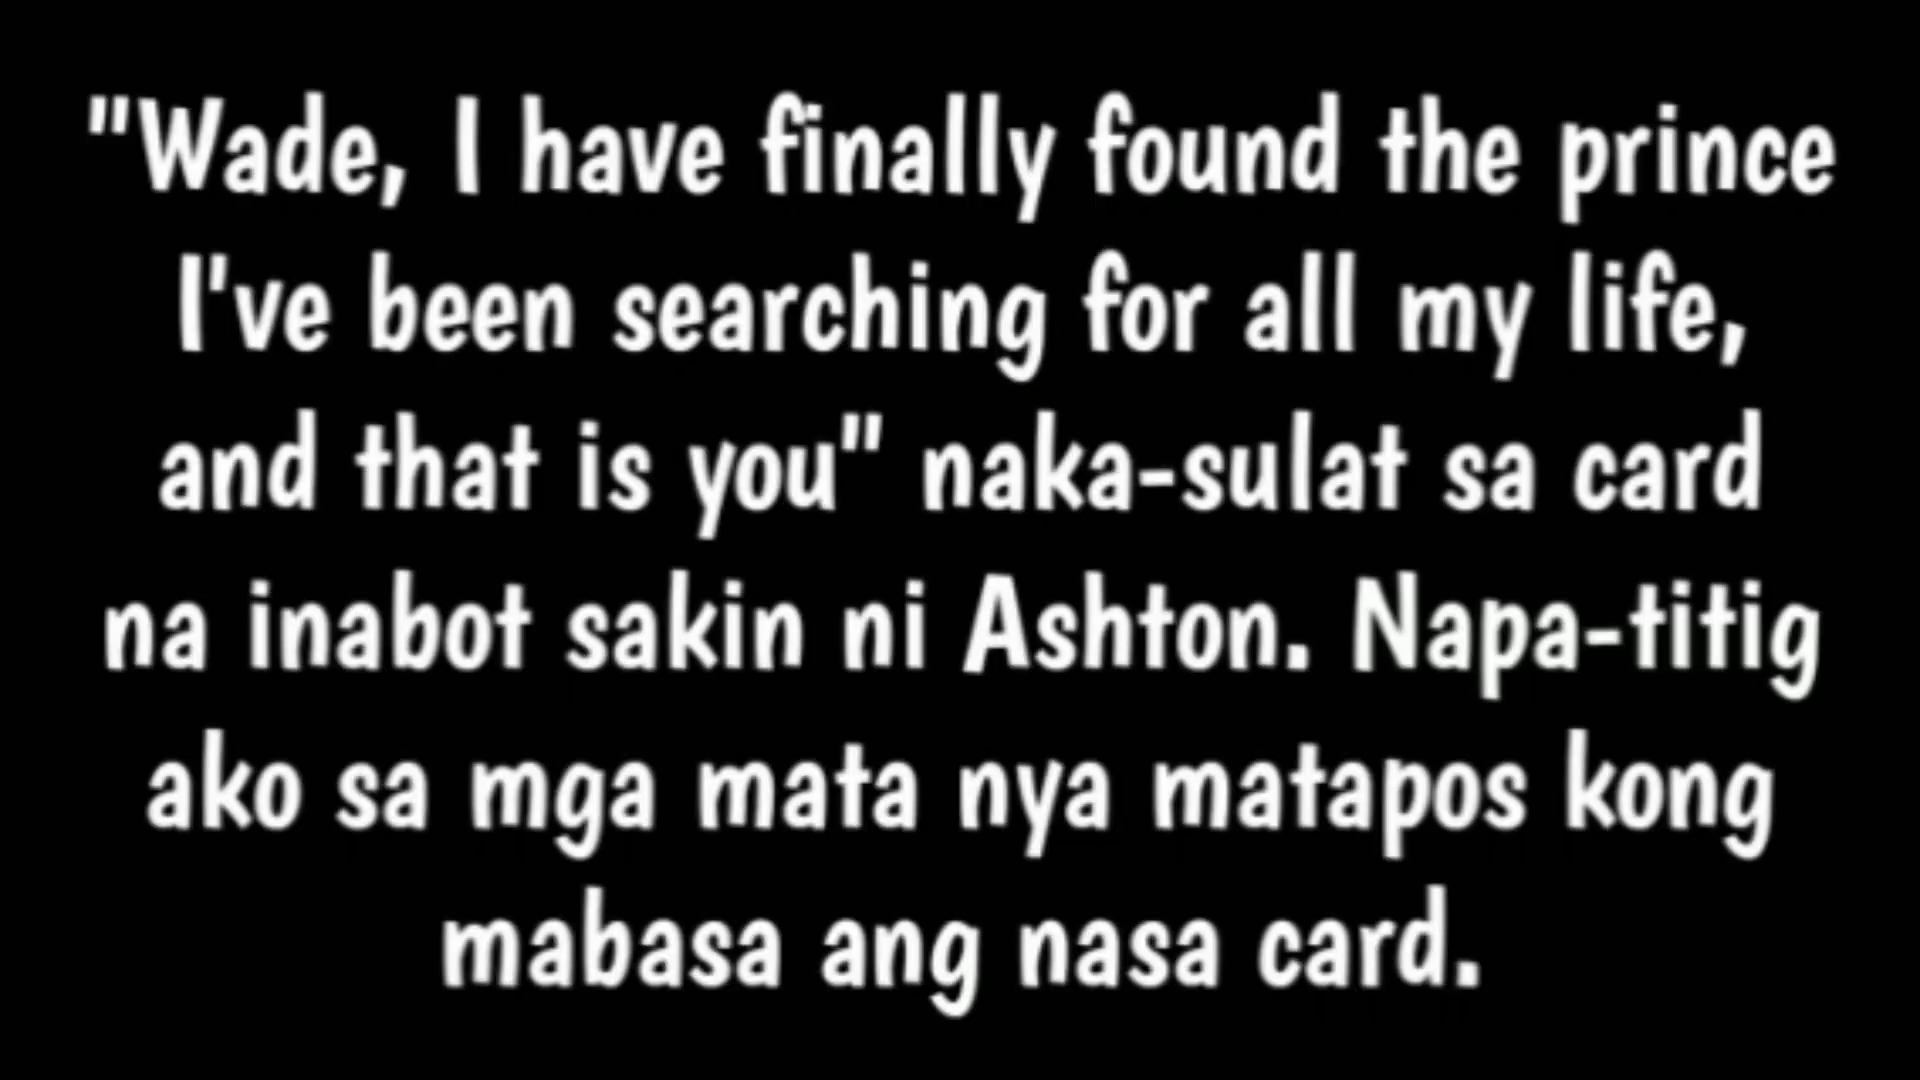 "Wade, I have finally found the prince
I've been searching for all my life,
and that is you" naka-sulat sa card
na inabot sakin ni Ashton. Napa-titig
ako sa mga mata nya matapos kong
mabasa ang nasa card.